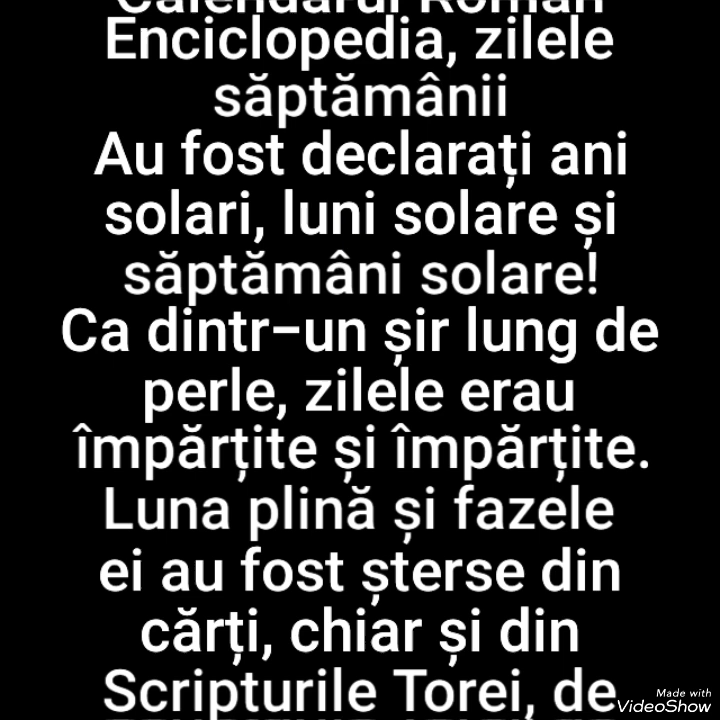 Calendarul Roman
Enciclopedia, zilele
săptămânii
Au fost declarați ani
solari, luni solare și
săptămâni solare!
Ca dintr-un șir lung de
perle, zilele erau
împărțite și împărțite.
Luna plină și fazele
ei au fost șterse din
cărți, chiar și din
Scripturile Torei, de
Made with
VideoShow